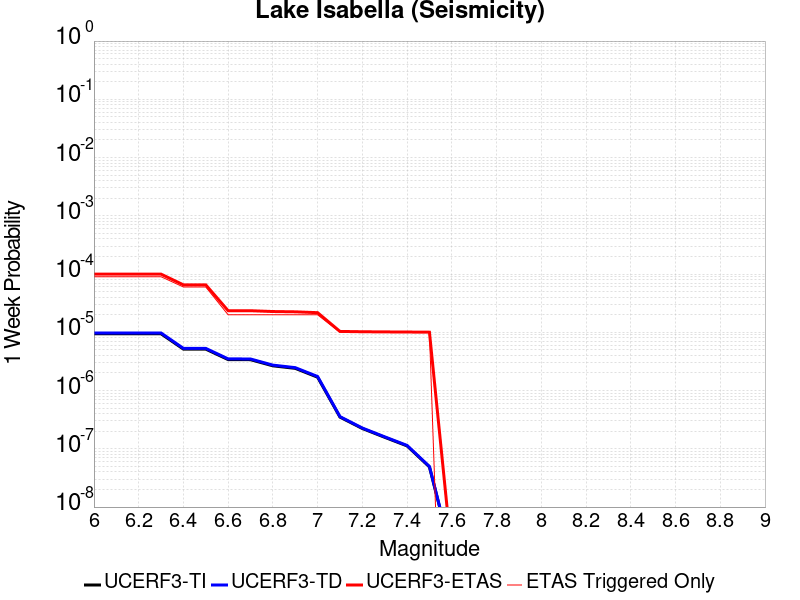 Lake Isabella (Seismicity)
10^0
10^-1
10^-2
10^-3
10^-4
10^-5
10^-6
10^-7
10^-8
1 Week Probability
6 6.2 6.4 6.6 6.8 7 7.2 7.4 7.6 7.8 8 8.2 8.4 8.6 8.8 9
Magnitude
UCERF3-TI UCERF3-TD UCERF3-ETAS ETAS Triggered Only